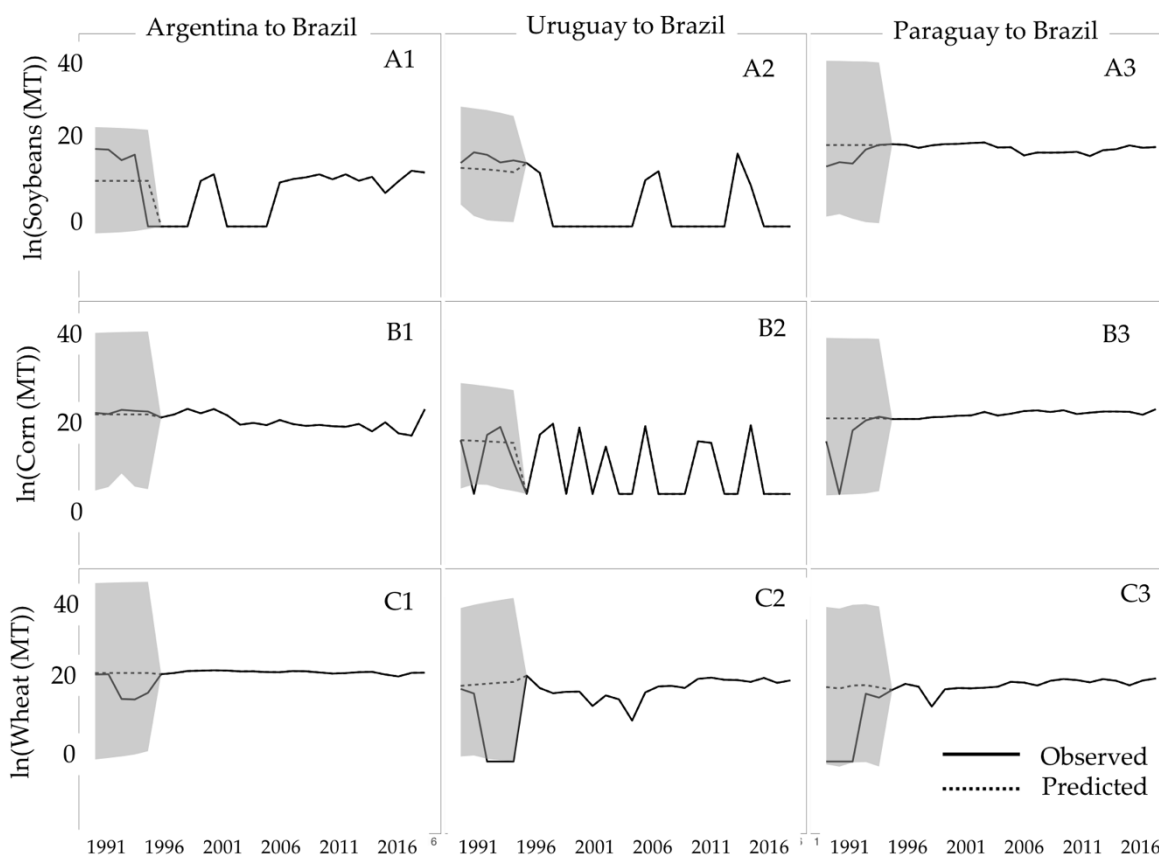 Argentina to Brazil Uruguay to Brazil Paraguay to Brazil
ln(Soybeans (MT))
40
20
0
A1 A2 A3
ln(Corn (MT))
40
20
0
B1 B2 B3
ln(Wheat (MT))
40
20
0
C1 C2 C3
Observed
Predicted
1991 1996 2001 2006 2011 2016 6 1991 1996 2001 2006 2011 2016 1 1991 1996 2001 2006 2011 2016